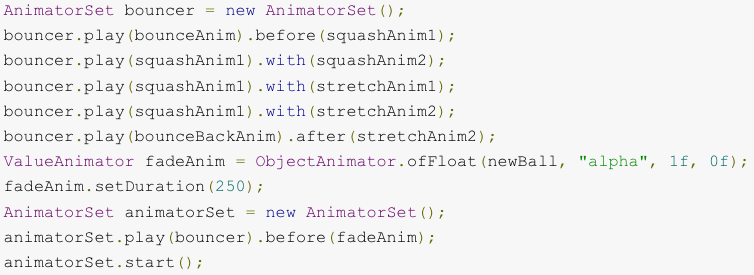 AnimatorSet bouncer = new AnimatorSet();
bouncer.play(bounceAnim).before(squashAnim1);
bouncer.play(squashAnim1).with(squashAnim2);
bouncer.play(squashAnim1).with(stretchAnim1);
bouncer.play(squashAnim1).with(stretchAnim2);
bouncer.play(bounceBackAnim).after(stretchAnim2);
ValueAnimator fadeAnim = ObjectAnimator.ofFloat(newBall, "alpha", 1f, 0f);
fadeAnim.setDuration(250);
AnimatorSet animatorSet = new AnimatorSet();
animatorSet.play(bouncer).before(fadeAnim);
animatorSet.start();